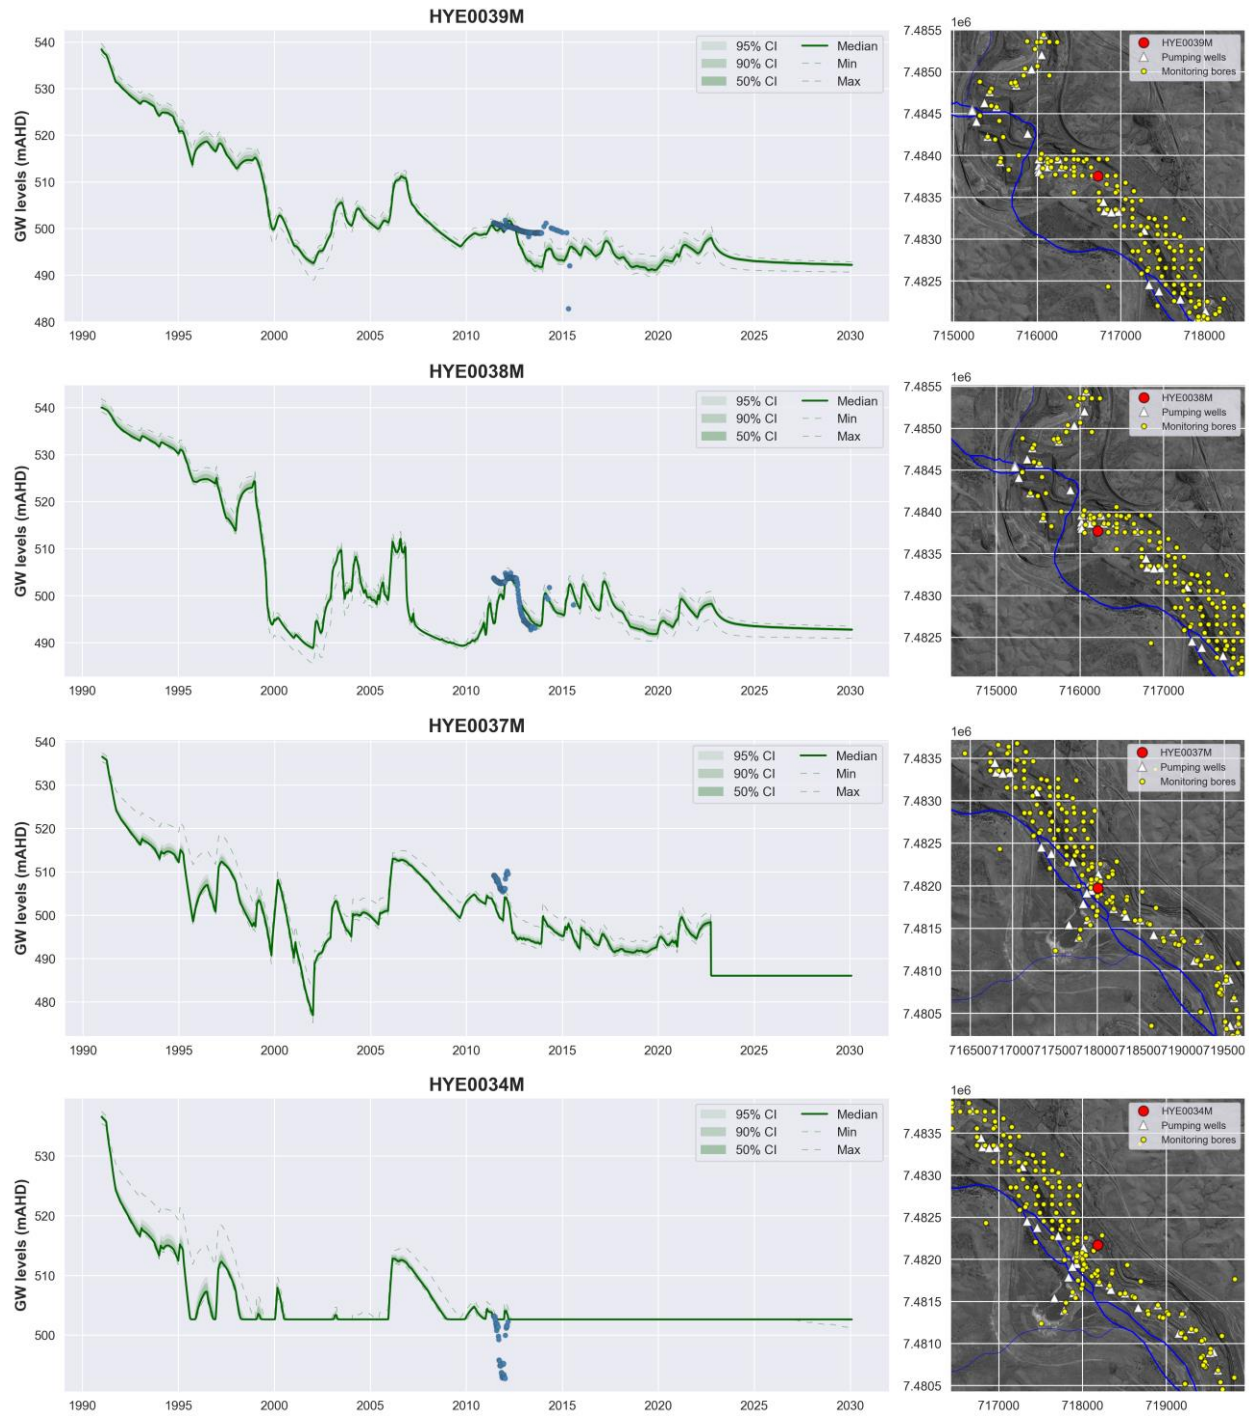 HYE0039M
GW levels (mAHD)
540
530
520
510
500
490
480
1990 1995 2000 2005 2010 2015 2020 2025 2030
95% CI Median
90% CI Min
50% CI Max
1e6
7.4855
7.4850
7.4845
7.4840
7.4835
7.4830
7.4825
715000 716000 717000 718000
HYE0039M
Pumping wells
Monitoring bores
HYE0038M
GW levels (mAHD)
540
530
520
510
500
490
1990 1995 2000 2005 2010 2015 2020 2025 2030
95% CI Median
90% CI Min
50% CI Max
1e6
7.4855
7.4850
7.4845
7.4840
7.4835
7.4830
7.4825
715000 716000 717000
HYE0038M
Pumping wells
Monitoring bores
HYE0037M
GW levels (mAHD)
540
530
520
510
500
490
480
1990 1995 2000 2005 2010 2015 2020 2025 2030
95% CI Median
90% CI Min
50% CI Max
1e6
7.4835
7.4830
7.4825
7.4820
7.4815
7.4810
7.4805
716500717000717500718000718500719000719500
HYE0037M
Pumping wells
Monitoring bores
HYE0034M
GW levels (mAHD)
530
520
510
500
1990 1995 2000 2005 2010 2015 2020 2025 2030
95% CI Median
90% CI Min
50% CI Max
1e6
7.4835
7.4830
7.4825
7.4820
7.4815
7.4810
7.4805
717000 718000 719000
HYE0034M
Pumping wells
Monitoring bores